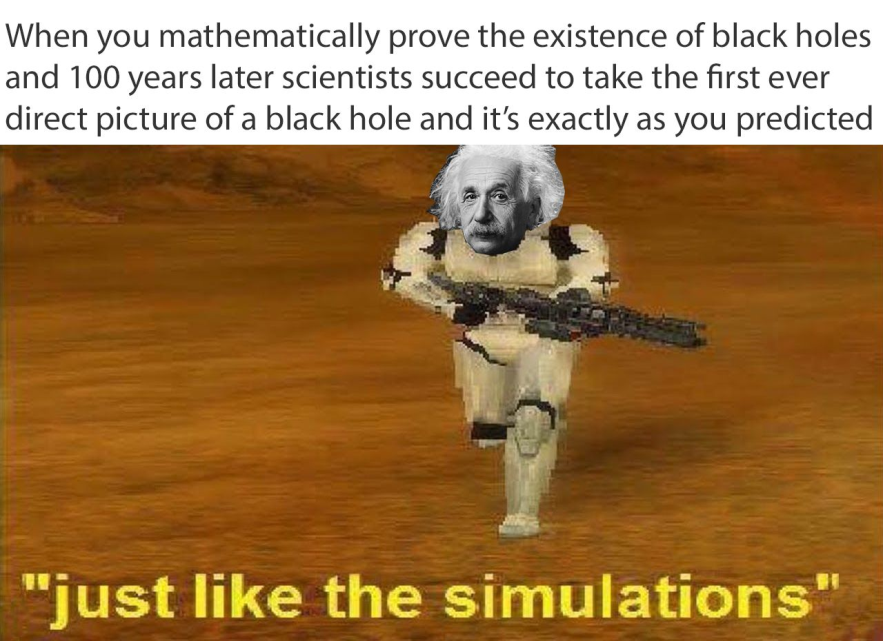 When you mathematically prove the existence of black holes
and 100 years later scientists succeed to take the first ever
direct picture of a black hole and it’s exactly as you predicted
"just like the simulations"